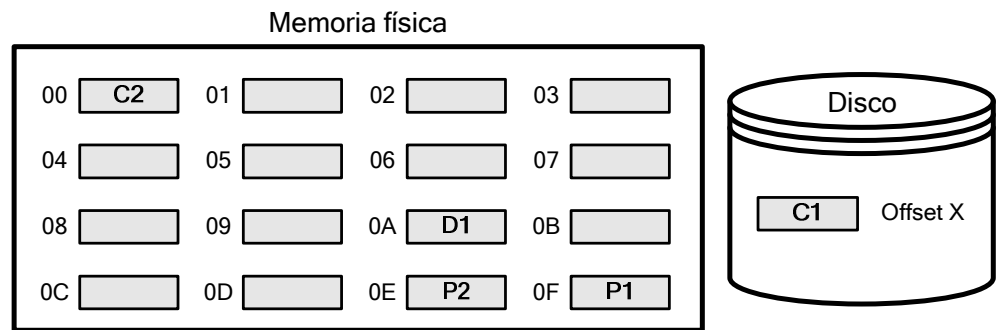 Memoria física
00 C2 01 02 03
04 05 06 07
08 09 0A D1 0B
0C 0D 0E P2 0F P1
Disco
C1 Offset X